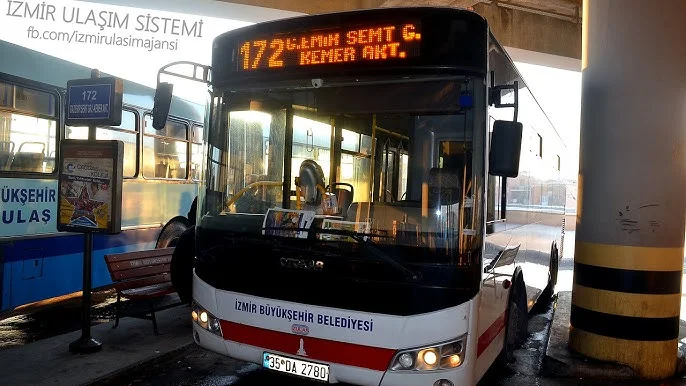 İZMİR ULAŞIM SİSTEMİ
fb.com/izmirulasimajansi
172 G.EMİR SEMT G.
KEMER AKT.
172
BÜYÜKŞEHİR
ULAŞ
İZMİR BÜYÜKŞEHİR BELEDİYESİ
35 DA 2780